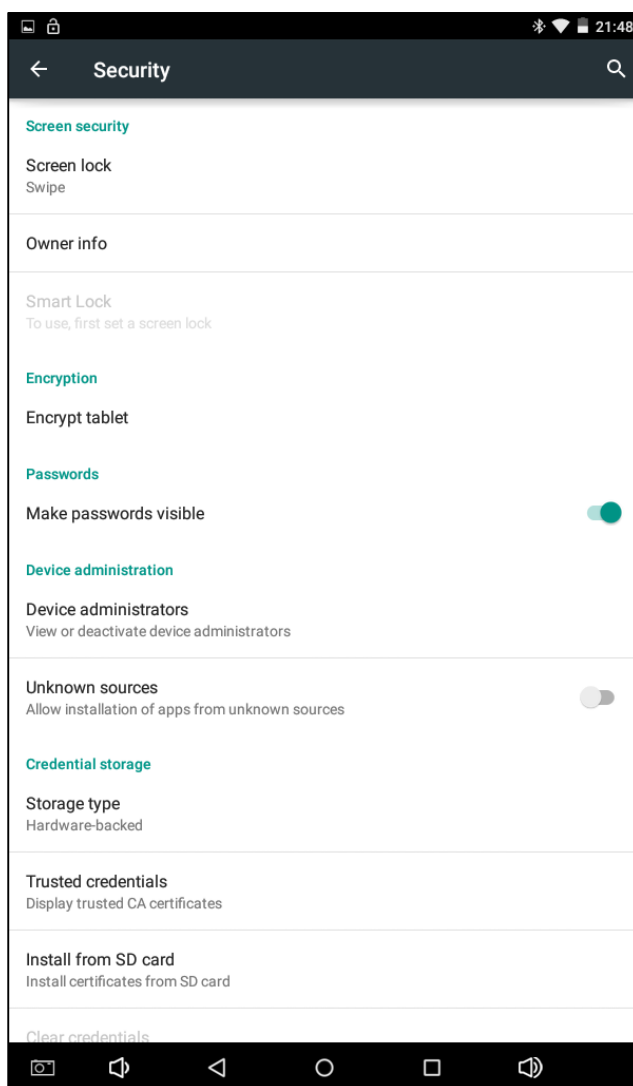 21:48
Security
Screen security
Screen lock
Swipe
Owner info
Smart Lock
To use, first set a screen lock
Encryption
Encrypt tablet
Passwords
Make passwords visible
Device administration
Device administrators
View or deactivate device administrators
Unknown sources
Allow installation of apps from unknown sources
Credential storage
Storage type
Hardware-backed
Trusted credentials
Display trusted CA certificates
Install from SD card
Install certificates from SD card
Clear credentials